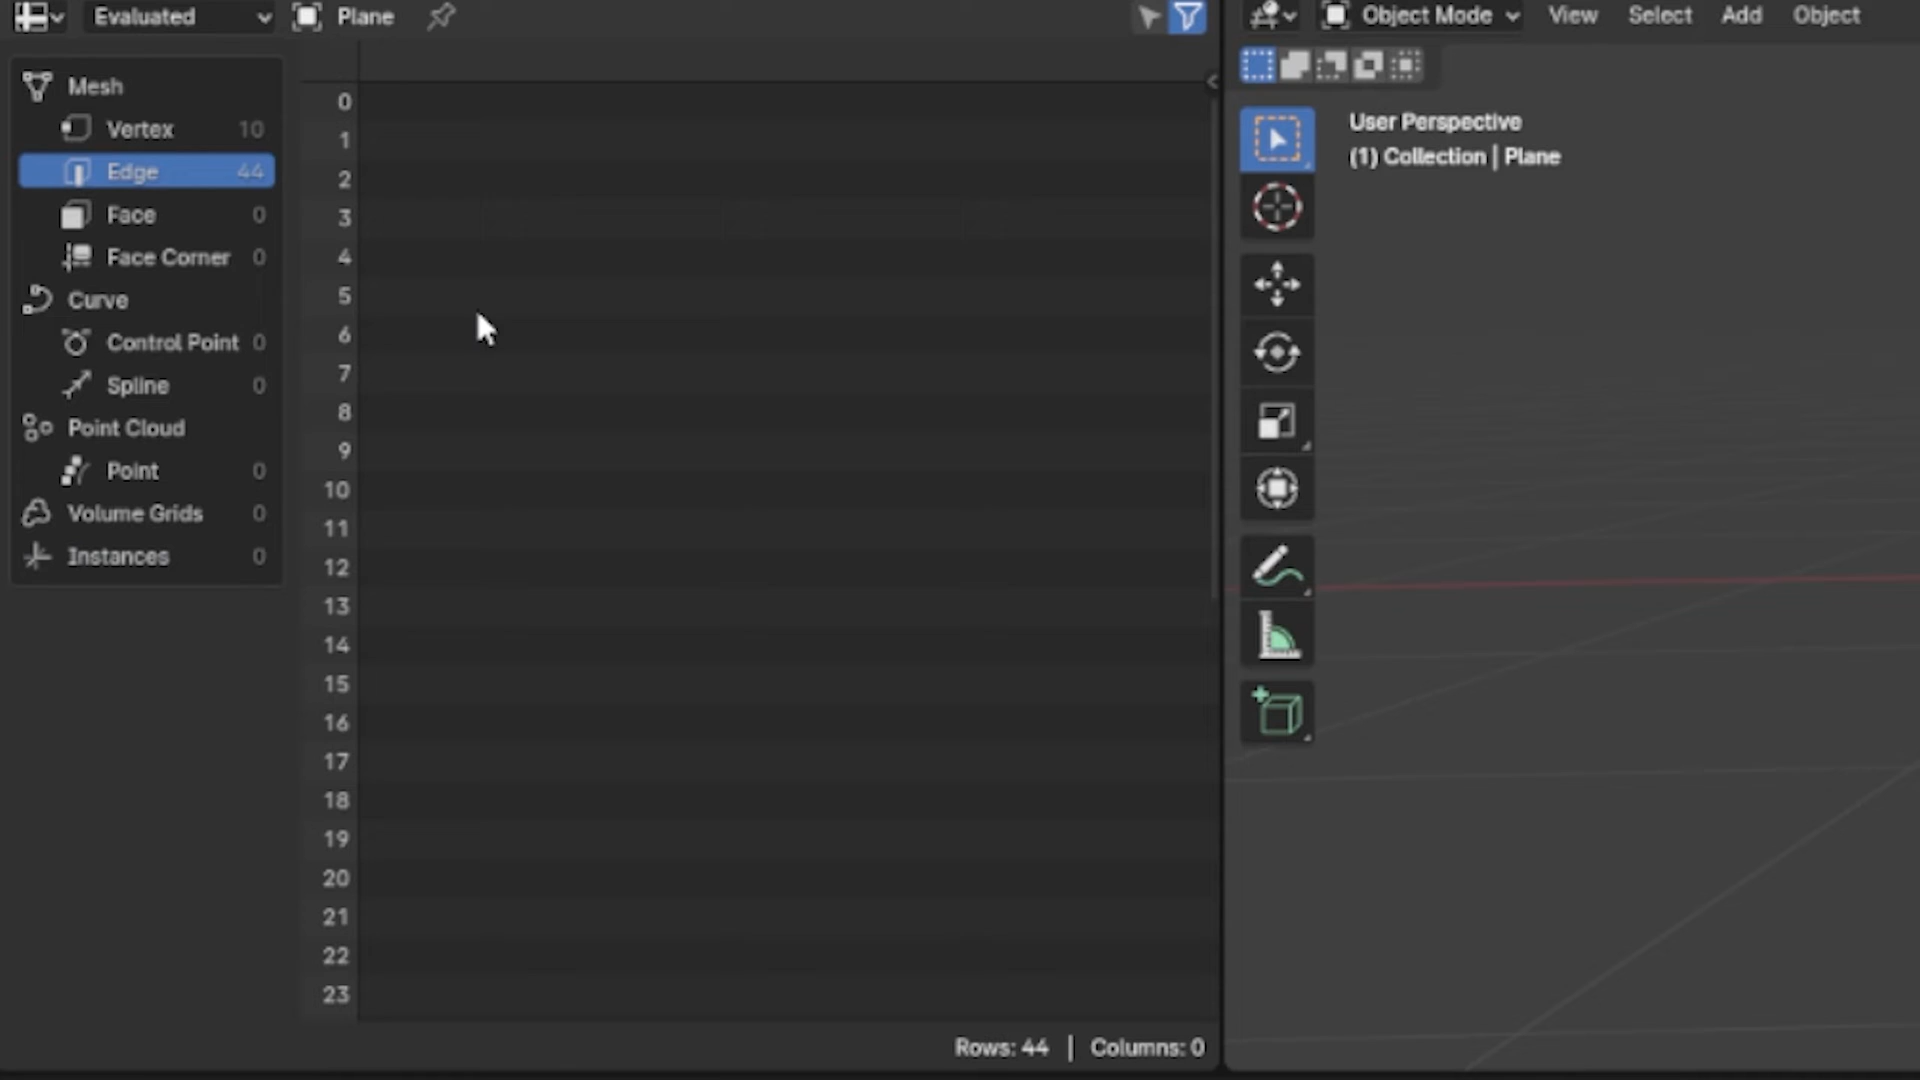 Evaluated
Plane
Mesh
Vertex 10
Edge 44
Face 0
Face Corner 0
Curve
Control Point 0
Spline 0
Point Cloud
Point 0
Volume Grids 0
Instances 0
0
1
2
3
4
5
6
7
8
9
10
11
12
13
14
15
16
17
18
19
20
21
22
23
Rows: 44 | Columns: 0
Object Mode View Select Add Object
User Perspective
(1) Collection | Plane